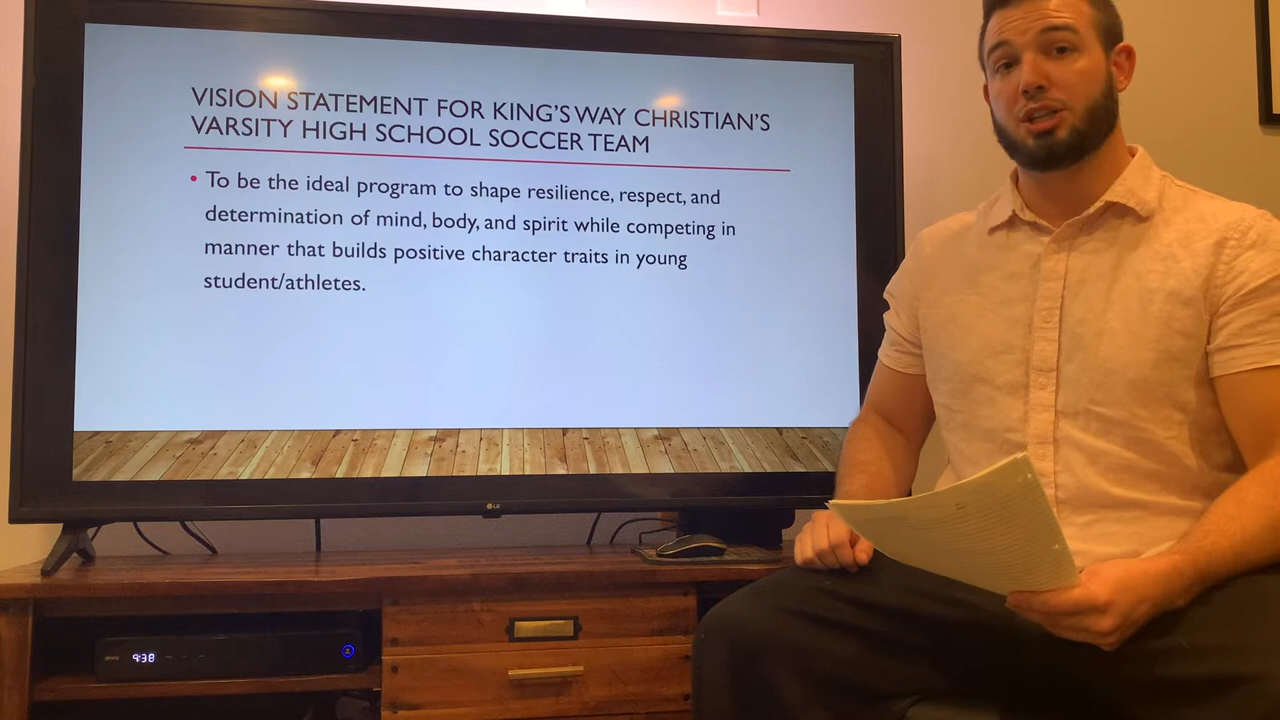 VISION STATEMENT FOR KING'S WAY CHRISTIAN'S
VARSITY HIGH SCHOOL SOCCER TEAM
• To be the ideal program to shape resilience, respect, and
determination of mind, body, and spirit while competing in
manner that builds positive character traits in young
student/athletes.
LG
xfinity 9:38